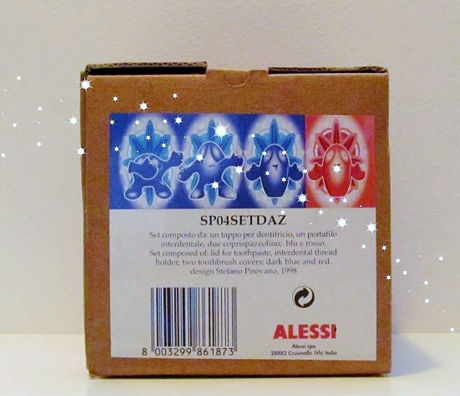 SP04SETDAZ
Set composto da: un tappo per dentifricio, un portafilo
interdentale, due coprispazzolino; blu e rosso.
Set composed of: lid for toothpaste, interdental thread
holder, two toothbrush covers; dark blue and red.
design Stefano Pirovano, 1998
8 003299 861873
ALESSI
Alessi spa
28882 Crusinallo (Vb) Italia